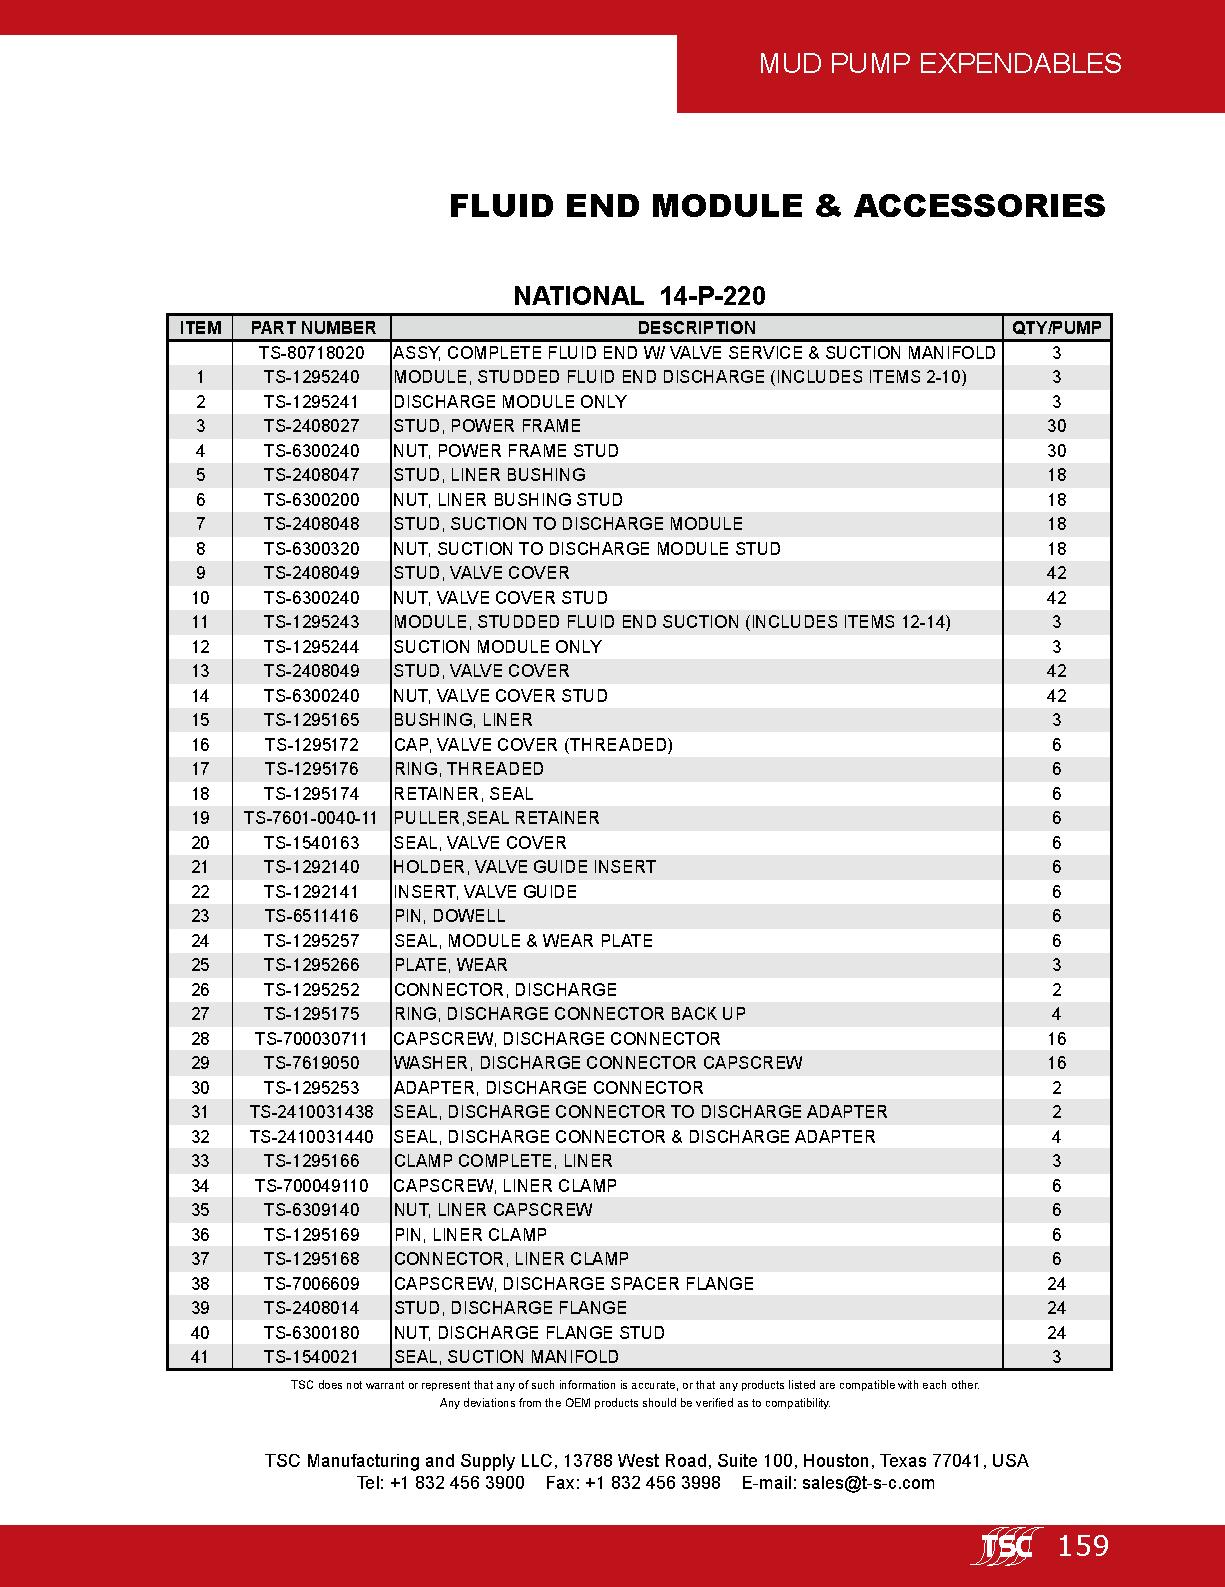 MUD PUMP EXPENDABLES
FLUID END MODULE & ACCESSORIES
NATIONAL 14-P-220
ITEM PART NUMBER DESCRIPTION QTY/PUMP
TS-80718020 ASSY, COMPLETE FLUID END W/ VALVE SERVICE & SUCTION MANIFOLD 3
1 TS-1295240 MODULE, STUDDED FLUID END DISCHARGE (INCLUDES ITEMS 2-10) 3
2 TS-1295241 DISCHARGE MODULE ONLY 3
3 TS-2408027 STUD, POWER FRAME 30
4 TS-6300240 NUT, POWER FRAME STUD 30
5 TS-2408047 STUD, LINER BUSHING 18
6 TS-6300200 NUT, LINER BUSHING STUD 18
7 TS-2408048 STUD, SUCTION TO DISCHARGE MODULE 18
8 TS-6300320 NUT, SUCTION TO DISCHARGE MODULE STUD 18
9 TS-2408049 STUD, VALVE COVER 42
10 TS-6300240 NUT, VALVE COVER STUD 42
11 TS-1295243 MODULE, STUDDED FLUID END SUCTION (INCLUDES ITEMS 12-14) 3
12 TS-1295244 SUCTION MODULE ONLY 3
13 TS-2408049 STUD, VALVE COVER 42
14 TS-6300240 NUT, VALVE COVER STUD 42
15 TS-1295165 BUSHING, LINER 3
16 TS-1295172 CAP, VALVE COVER (THREADED) 6
17 TS-1295176 RING, THREADED 6
18 TS-1295174 RETAINER, SEAL 6
19 TS-7601-0040-11 PULLER,SEAL RETAINER 6
20 TS-1540163 SEAL, VALVE COVER 6
21 TS-1292140 HOLDER, VALVE GUIDE INSERT 6
22 TS-1292141 INSERT, VALVE GUIDE 6
23 TS-6511416 PIN, DOWELL 6
24 TS-1295257 SEAL, MODULE & WEAR PLATE 6
25 TS-1295266 PLATE, WEAR 3
26 TS-1295252 CONNECTOR, DISCHARGE 2
27 TS-1295175 RING, DISCHARGE CONNECTOR BACK UP 4
28 TS-700030711 CAPSCREW, DISCHARGE CONNECTOR 16
29 TS-7619050 WASHER, DISCHARGE CONNECTOR CAPSCREW 16
30 TS-1295253 ADAPTER, DISCHARGE CONNECTOR 2
31 TS-2410031438 SEAL, DISCHARGE CONNECTOR TO DISCHARGE ADAPTER 2
32 TS-2410031440 SEAL, DISCHARGE CONNECTOR & DISCHARGE ADAPTER 4
33 TS-1295166 CLAMP COMPLETE, LINER 3
34 TS-700049110 CAPSCREW, LINER CLAMP 6
35 TS-6309140 NUT, LINER CAPSCREW 6
36 TS-1295169 PIN, LINER CLAMP 6
37 TS-1295168 CONNECTOR, LINER CLAMP 6
38 TS-7006609 CAPSCREW, DISCHARGE SPACER FLANGE 24
39 TS-2408014 STUD, DISCHARGE FLANGE 24
40 TS-6300180 NUT, DISCHARGE FLANGE STUD 24
41 TS-1540021 SEAL, SUCTION MANIFOLD 3
TSC does not warrant or represent that any of such information is accurate, or that any products listed are compatible with each other.
Any deviations from the OEM products should be verified as to compatibility.
TSC Manufacturing and Supply LLC, 13788 West Road, Suite 100, Houston, Texas 77041, USA
Tel: +1 832 456 3900 Fax: +1 832 456 3998 E-mail: sales@t-s-c.com
TSC 159